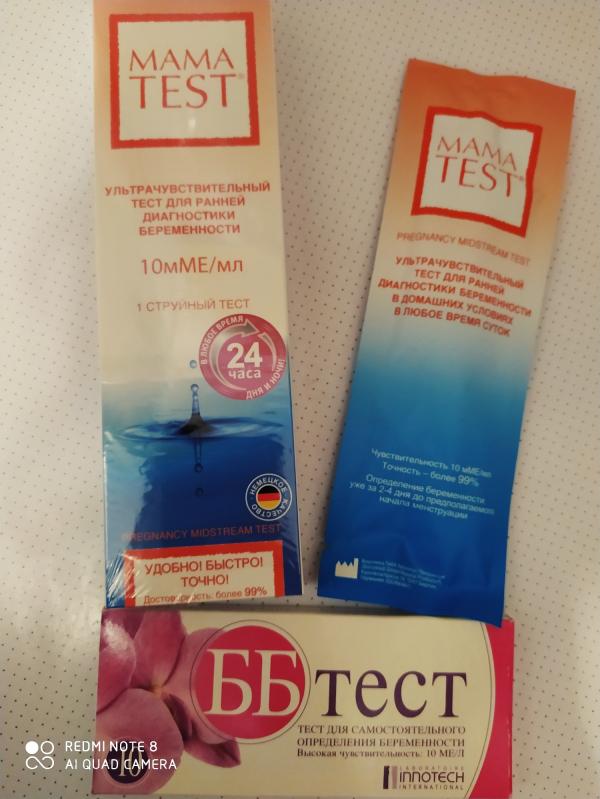 MAMA
TEST®
УЛЬТРАЧУВСТВИТЕЛЬНЫЙ
ТЕСТ ДЛЯ РАННЕЙ
ДИАГНОСТИКИ
БЕРЕМЕННОСТИ
10мМЕ/мл
1 СТРУЙНЫЙ ТЕСТ
В ЛЮБОЕ ВРЕМЯ
24
часа
ДНЯ И НОЧИ!
НЕМЕЦКОЕ
КАЧЕСТВО
PREGNANCY MIDSTREAM TEST
УДОБНО! БЫСТРО!
ТОЧНО!
Достоверность: более 99%
MAMA
TEST®
PREGNANCY MIDSTREAM TEST
УЛЬТРАЧУВСТВИТЕЛЬНЫЙ
ТЕСТ ДЛЯ РАННЕЙ
ДИАГНОСТИКИ БЕРЕМЕННОСТИ
В ДОМАШНИХ УСЛОВИЯХ
В ЛЮБОЕ ВРЕМЯ СУТОК
Чувствительность 10 мМЕ/мл
Точность – более 99%
Определение беременности
уже за 2-4 дня до предполагаемого
начала менструации
ББтест
ТЕСТ ДЛЯ САМОСТОЯТЕЛЬНОГО
ОПРЕДЕЛЕНИЯ БЕРЕМЕННОСТИ
Высокая чувствительность: 10 МЕ/Л
10
LABORATOIRE
INNOTECH
INTERNATIONAL
REDMI NOTE 8
AI QUAD CAMERA